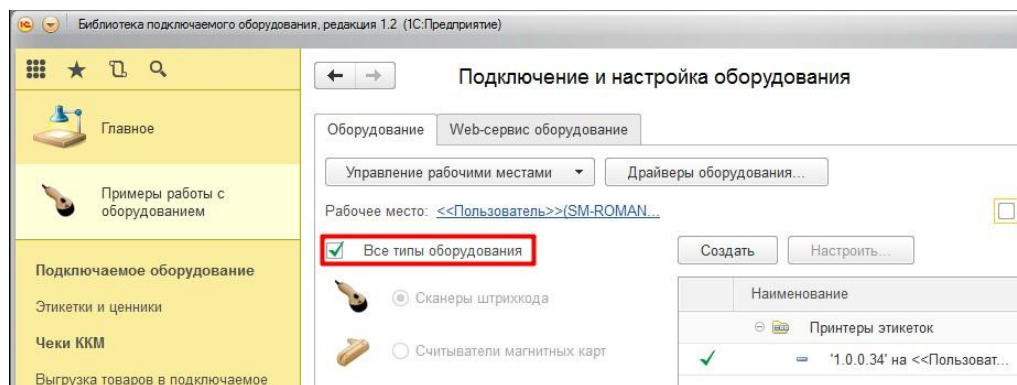 Библиотека подключаемого оборудования, редакция 1.2 (1С:Предприятие)
Подключение и настройка оборудования
Главное
Оборудование
Web-сервис оборудование
Управление рабочими местами
Драйверы оборудования...
Примеры работы с
оборудованием
Рабочее место: <<Пользователь>>(SM-ROMAN...
Все типы оборудования
Создать
Настроить...
Подключаемое оборудование
Этикетки и ценники
Сканеры штрихкода
Наименование
Принтеры этикеток
Чеки ККМ
Считыватели магнитных карт
'1.0.0.34' на <<Пользоват...
Выгрузка товаров в подключаемое